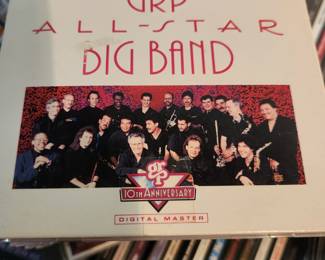 GRP
ALL-STAR
BIG BAND
GRP
10TH ANNIVERSARY
DIGITAL MASTER